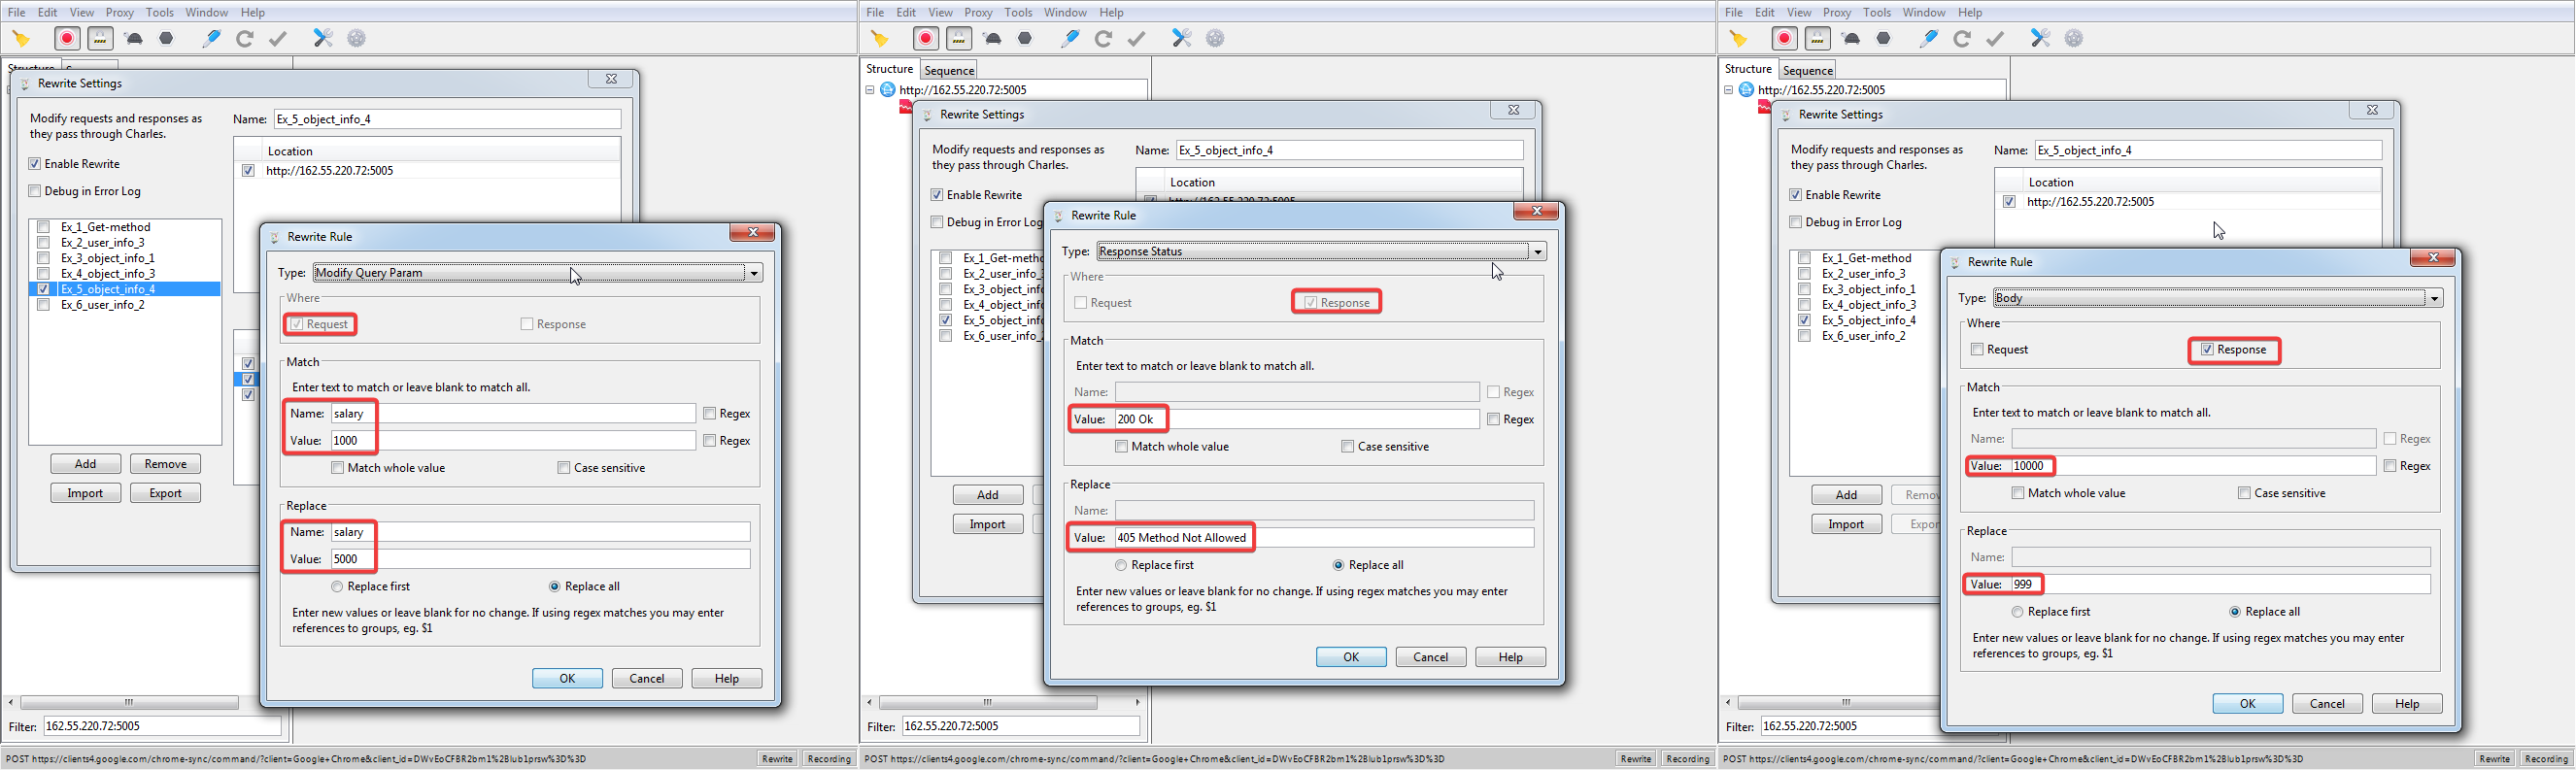 File Edit View Proxy Tools Window Help
Rewrite Settings
Modify requests and responses as
they pass through Charles.
Enable Rewrite
Debug in Error Log
Name: Ex_5_object_info_4
Location
http://162.55.220.72:5005
Ex_1_Get-method
Ex_2_user_info_3
Ex_3_object_info_1
Ex_4_object_info_3
Ex_5_object_info_4
Ex_6_user_info_2
Add Remove
Import Export
Rewrite Rule
Type: Modify Query Param
Where
Request Response
Match
Enter text to match or leave blank to match all.
Name: salary Regex
Value: 1000 Regex
Match whole value Case sensitive
Replace
Name: salary
Value: 5000
Replace first Replace all
Enter new values or leave blank for no change. If using regex matches you may enter
references to groups, eg. $1
OK Cancel Help
Filter: 162.55.220.72:5005
POST https://clients4.google.com/chrome-sync/command/?client=Google+Chrome&client_id=DWvEoCFBR2bm1%2Blub1prsw%3D%3D Rewrite Recording
File Edit View Proxy Tools Window Help
Structure Sequence
http://162.55.220.72:5005
Rewrite Settings
Modify requests and responses as
they pass through Charles.
Enable Rewrite
Debug in Error Log
Name: Ex_5_object_info_4
Location
http://162.55.220.72:5005
Ex_1_Get-method
Ex_2_user_info_3
Ex_3_object_info
Ex_4_object_info
Ex_5_object_info
Ex_6_user_info_2
Add
Import
Rewrite Rule
Type: Response Status
Where
Request Response
Match
Enter text to match or leave blank to match all.
Name: Regex
Value: 200 Ok Regex
Match whole value Case sensitive
Replace
Name:
Value: 405 Method Not Allowed
Replace first Replace all
Enter new values or leave blank for no change. If using regex matches you may enter
references to groups, eg. $1
OK Cancel Help
Filter: 162.55.220.72:5005
POST https://clients4.google.com/chrome-sync/command/?client=Google+Chrome&client_id=DWvEoCFBR2bm1%2Blub1prsw%3D%3D Rewrite Recording
File Edit View Proxy Tools Window Help
Structure Sequence
http://162.55.220.72:5005
Rewrite Settings
Modify requests and responses as
they pass through Charles.
Enable Rewrite
Debug in Error Log
Name: Ex_5_object_info_4
Location
http://162.55.220.72:5005
Ex_1_Get-method
Ex_2_user_info_3
Ex_3_object_info_1
Ex_4_object_info_3
Ex_5_object_info_4
Ex_6_user_info_2
Add Remov
Import Expor
Rewrite Rule
Type: Body
Where
Request Response
Match
Enter text to match or leave blank to match all.
Name: Regex
Value: 10000 Regex
Match whole value Case sensitive
Replace
Name:
Value: 999
Replace first Replace all
Enter new values or leave blank for no change. If using regex matches you may enter
references to groups, eg. $1
OK Cancel Help
Filter: 162.55.220.72:5005
POST https://clients4.google.com/chrome-sync/command/?client=Google+Chrome&client_id=DWvEoCFBR2bm1%2Blub1prsw%3D%3D Rewrite Recording